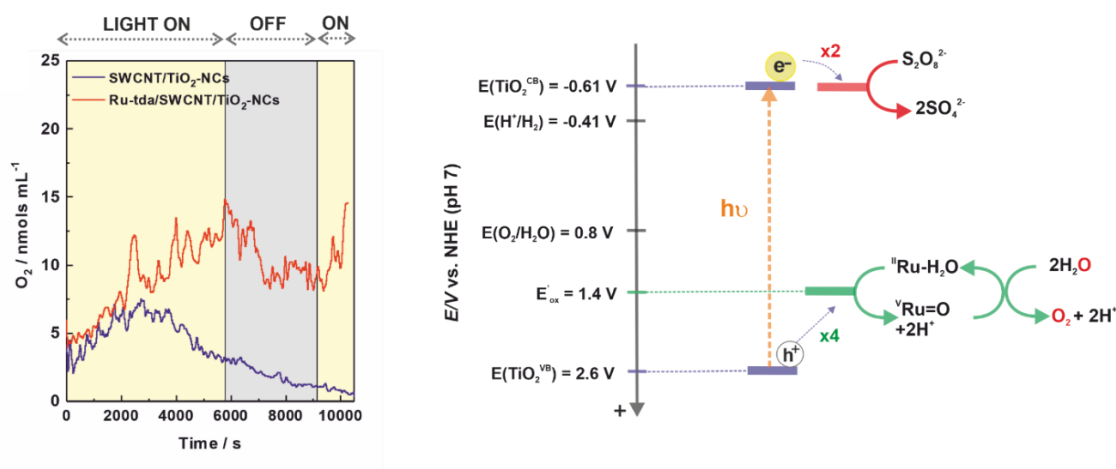 LIGHT ON OFF ON
25
20
15
10
5
0
O₂ / nmols mL⁻¹
SWCNT/TiO₂-NCs
Ru-tda/SWCNT/TiO₂-NCs
0 2000 4000 6000 8000 10000
Time / s
E/V vs. NHE (pH 7)
E(TiO₂ᶜᴮ) = -0.61 V
E(H⁺/H₂) = -0.41 V
E(O₂/H₂O) = 0.8 V
E'ox = 1.4 V
E(TiO₂ⱽᴮ) = 2.6 V
+
e⁻
x2
S₂O₈²⁻
2SO₄²⁻
hυ
ᴵᴵRu-H₂O
2H₂O
ⱽRu=O
+2H⁺
O₂ + 2H⁺
h⁺
x4